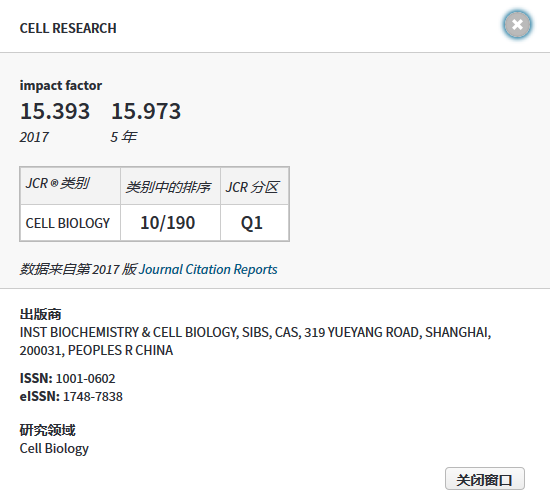 CELL RESEARCH
impact factor
15.393 15.973
2017 5 年
JCR ® 类别 类别中的排序 JCR 分区
CELL BIOLOGY 10/190 Q1
数据来自第 2017 版 Journal Citation Reports
出版商
INST BIOCHEMISTRY & CELL BIOLOGY, SIBS, CAS, 319 YUEYANG ROAD, SHANGHAI,
200031, PEOPLES R CHINA
ISSN: 1001-0602
eISSN: 1748-7838
研究领域
Cell Biology
关闭窗口